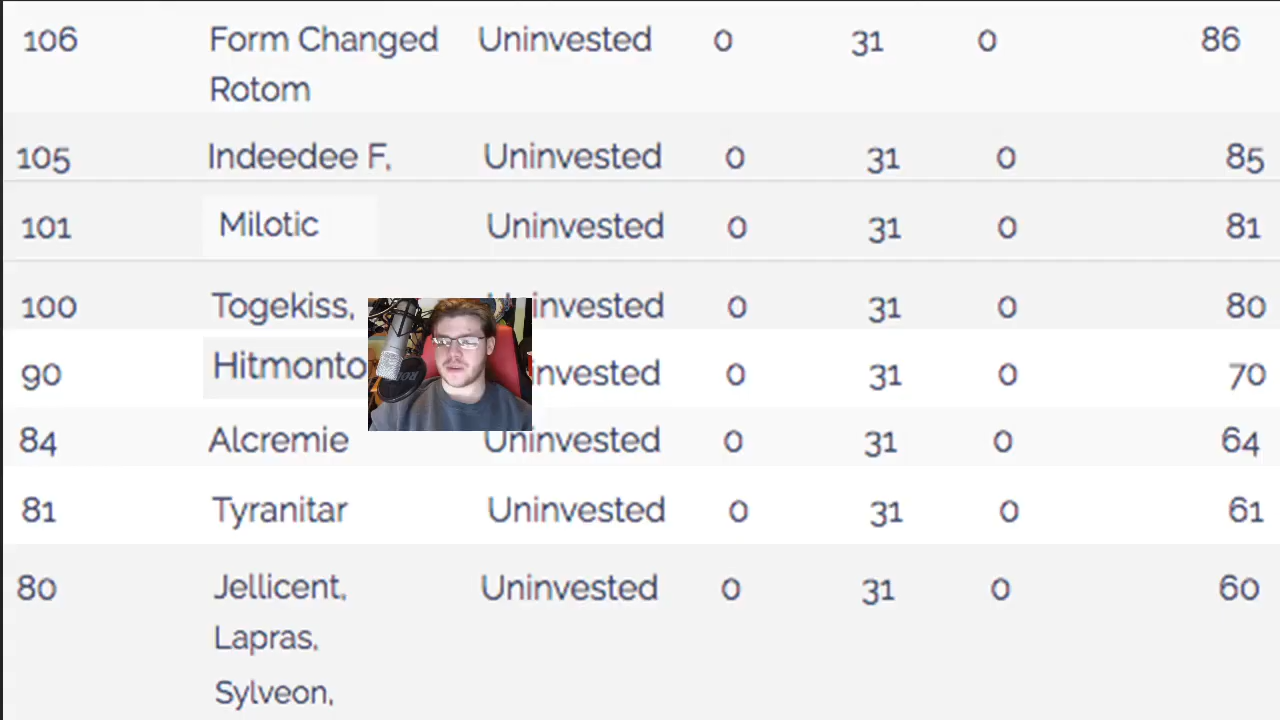 106 Form Changed Uninvested 0 31 0 86
Rotom
105 Indeedee F, Uninvested 0 31 0 85
101 Milotic Uninvested 0 31 0 81
100 Togekiss, 0 31 0 80
90 0 31 0 70
84 Alcremie Uninvested 0 31 0 64
81 Tyranitar Uninvested 0 31 0 61
80 Jellicent, Uninvested 0 31 0 60
Lapras,
Sylveon,